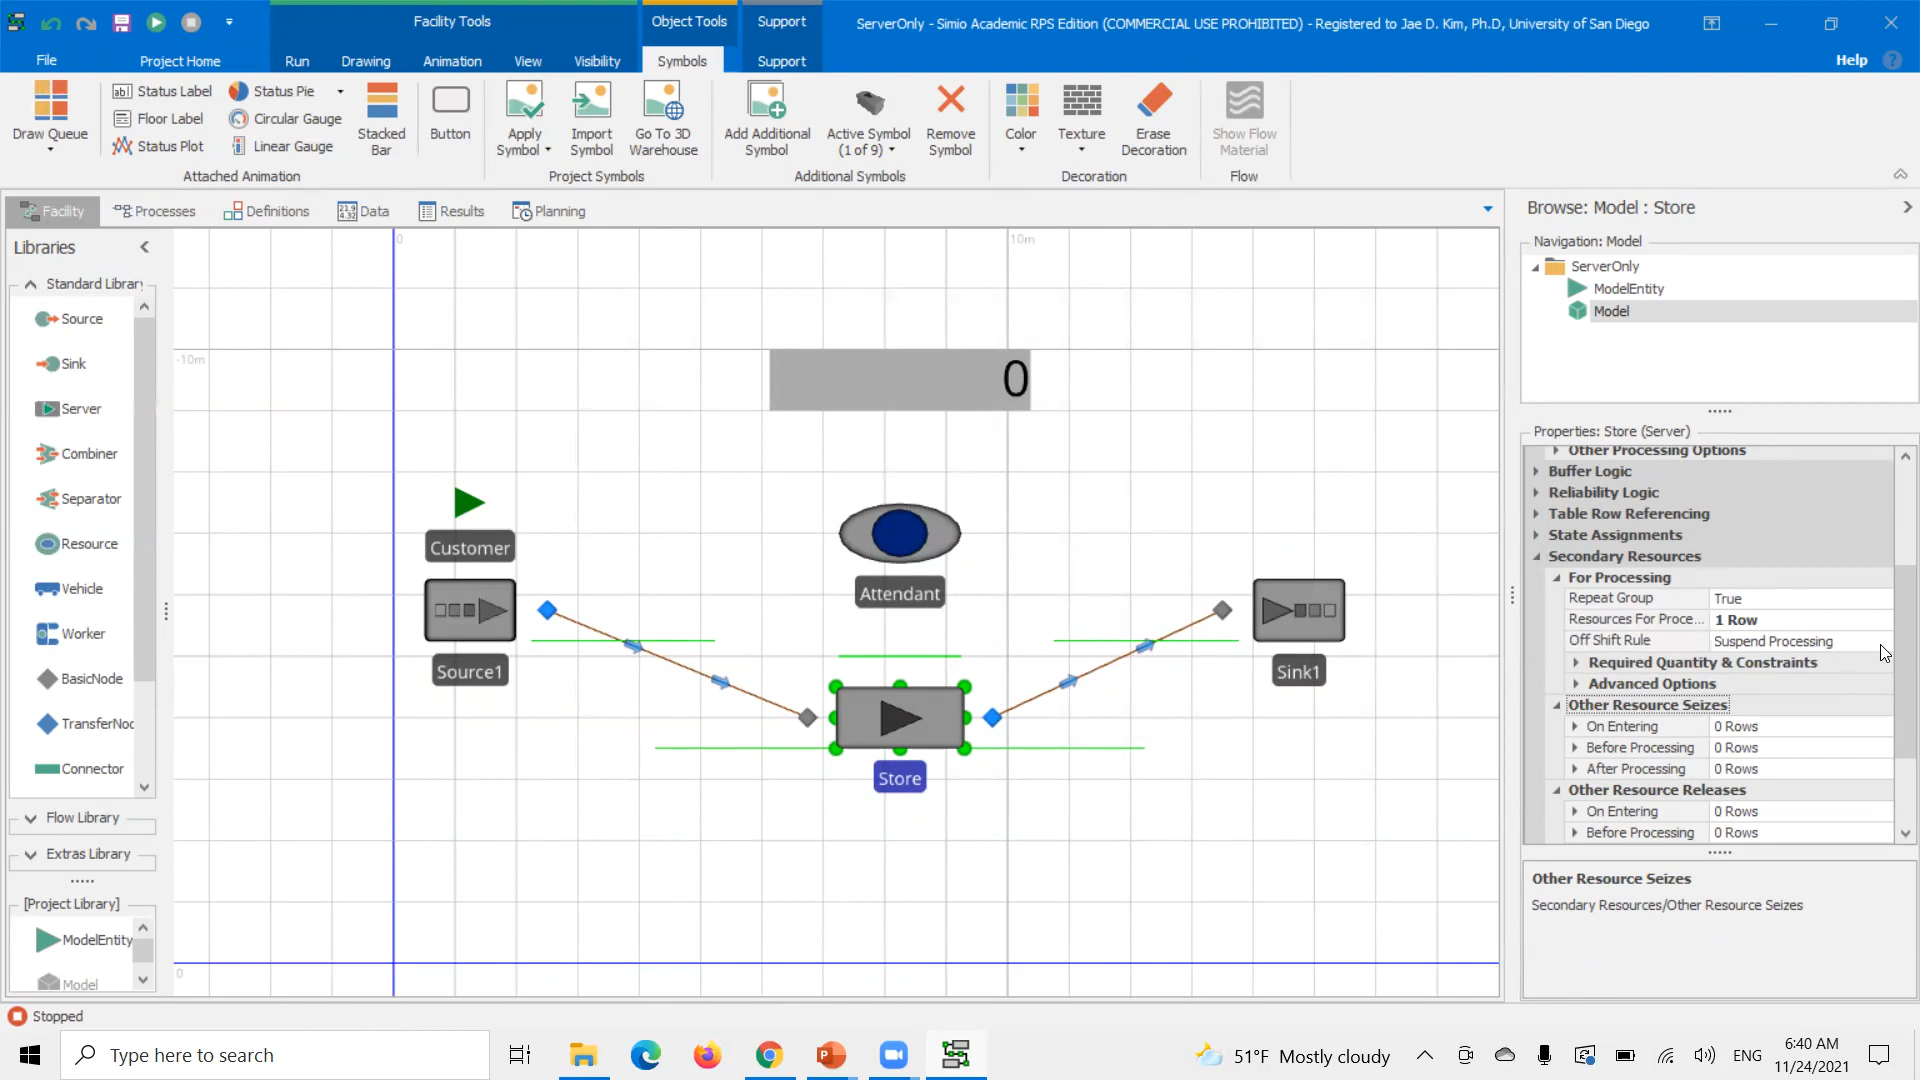 Facility Tools
Object Tools
Support
ServerOnly - Simio Academic RPS Edition (COMMERCIAL USE PROHIBITED) - Registered to Jae D. Kim, Ph.D, University of San Diego
File
Project Home
Run
Drawing
Animation
View
Visibility
Symbols
Support
Help
Draw Queue
Status Label
Floor Label
Status Plot
Status Pie
Circular Gauge
Linear Gauge
Stacked Bar
Button
Apply Symbol
Import Symbol
Go To 3D Warehouse
Add Additional Symbol
Active Symbol (1 of 9)
Remove Symbol
Color
Texture
Erase Decoration
Show Flow Material
Attached Animation
Project Symbols
Additional Symbols
Decoration
Flow
Facility
Processes
Definitions
Data
Results
Planning
Libraries
Standard Library
Source
Sink
Server
Combiner
Separator
Resource
Vehicle
Worker
BasicNode
TransferNod
Connector
Flow Library
Extras Library
[Project Library]
ModelEntity
Model
0
10m
-10m
0
0
Customer
Source1
Attendant
Store
Sink1
Browse: Model : Store
Navigation: Model
ServerOnly
ModelEntity
Model
Properties: Store (Server)
Other Processing Options
Buffer Logic
Reliability Logic
Table Row Referencing
State Assignments
Secondary Resources
For Processing
Repeat Group True
Resources For Proce... 1 Row
Off Shift Rule Suspend Processing
Required Quantity & Constraints
Advanced Options
Other Resource Seizes
On Entering 0 Rows
Before Processing 0 Rows
After Processing 0 Rows
Other Resource Releases
On Entering 0 Rows
Before Processing 0 Rows
Other Resource Seizes
Secondary Resources/Other Resource Seizes
Stopped
Type here to search
51°F Mostly cloudy
ENG
6:40 AM
11/24/2021